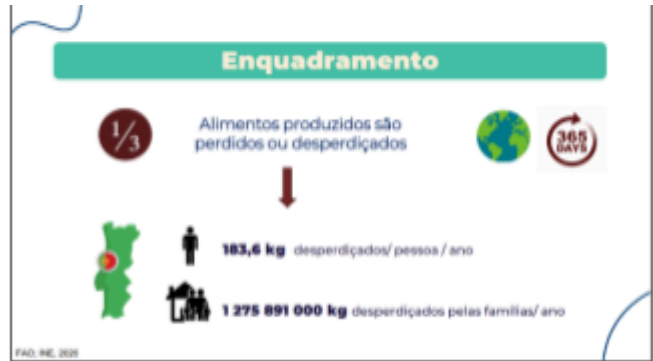 Enquadramento
1/3
Alimentos produzidos são
perdidos ou desperdiçados
365
DAYS
183,6 kg desperdiçados/ pessoa / ano
1 275 891 000 kg desperdiçados pelas famílias/ ano
FAO; INE, 2020